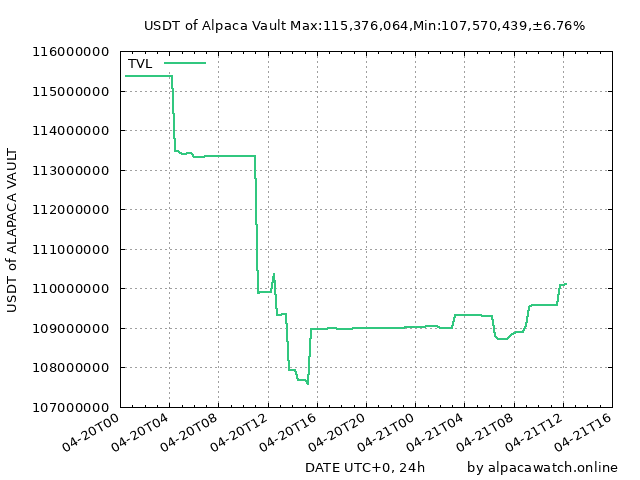 USDT of Alpaca Vault Max:115,376,064,Min:107,570,439,±6.76%
TVL
116000000
115000000
114000000
113000000
112000000
111000000
110000000
109000000
108000000
107000000
USDT of ALAPACA VAULT
04-20T00
04-20T04
04-20T08
04-20T12
04-20T16
04-20T20
04-21T00
04-21T04
04-21T08
04-21T12
04-21T16
DATE UTC+0, 24h
by alpacawatch.online